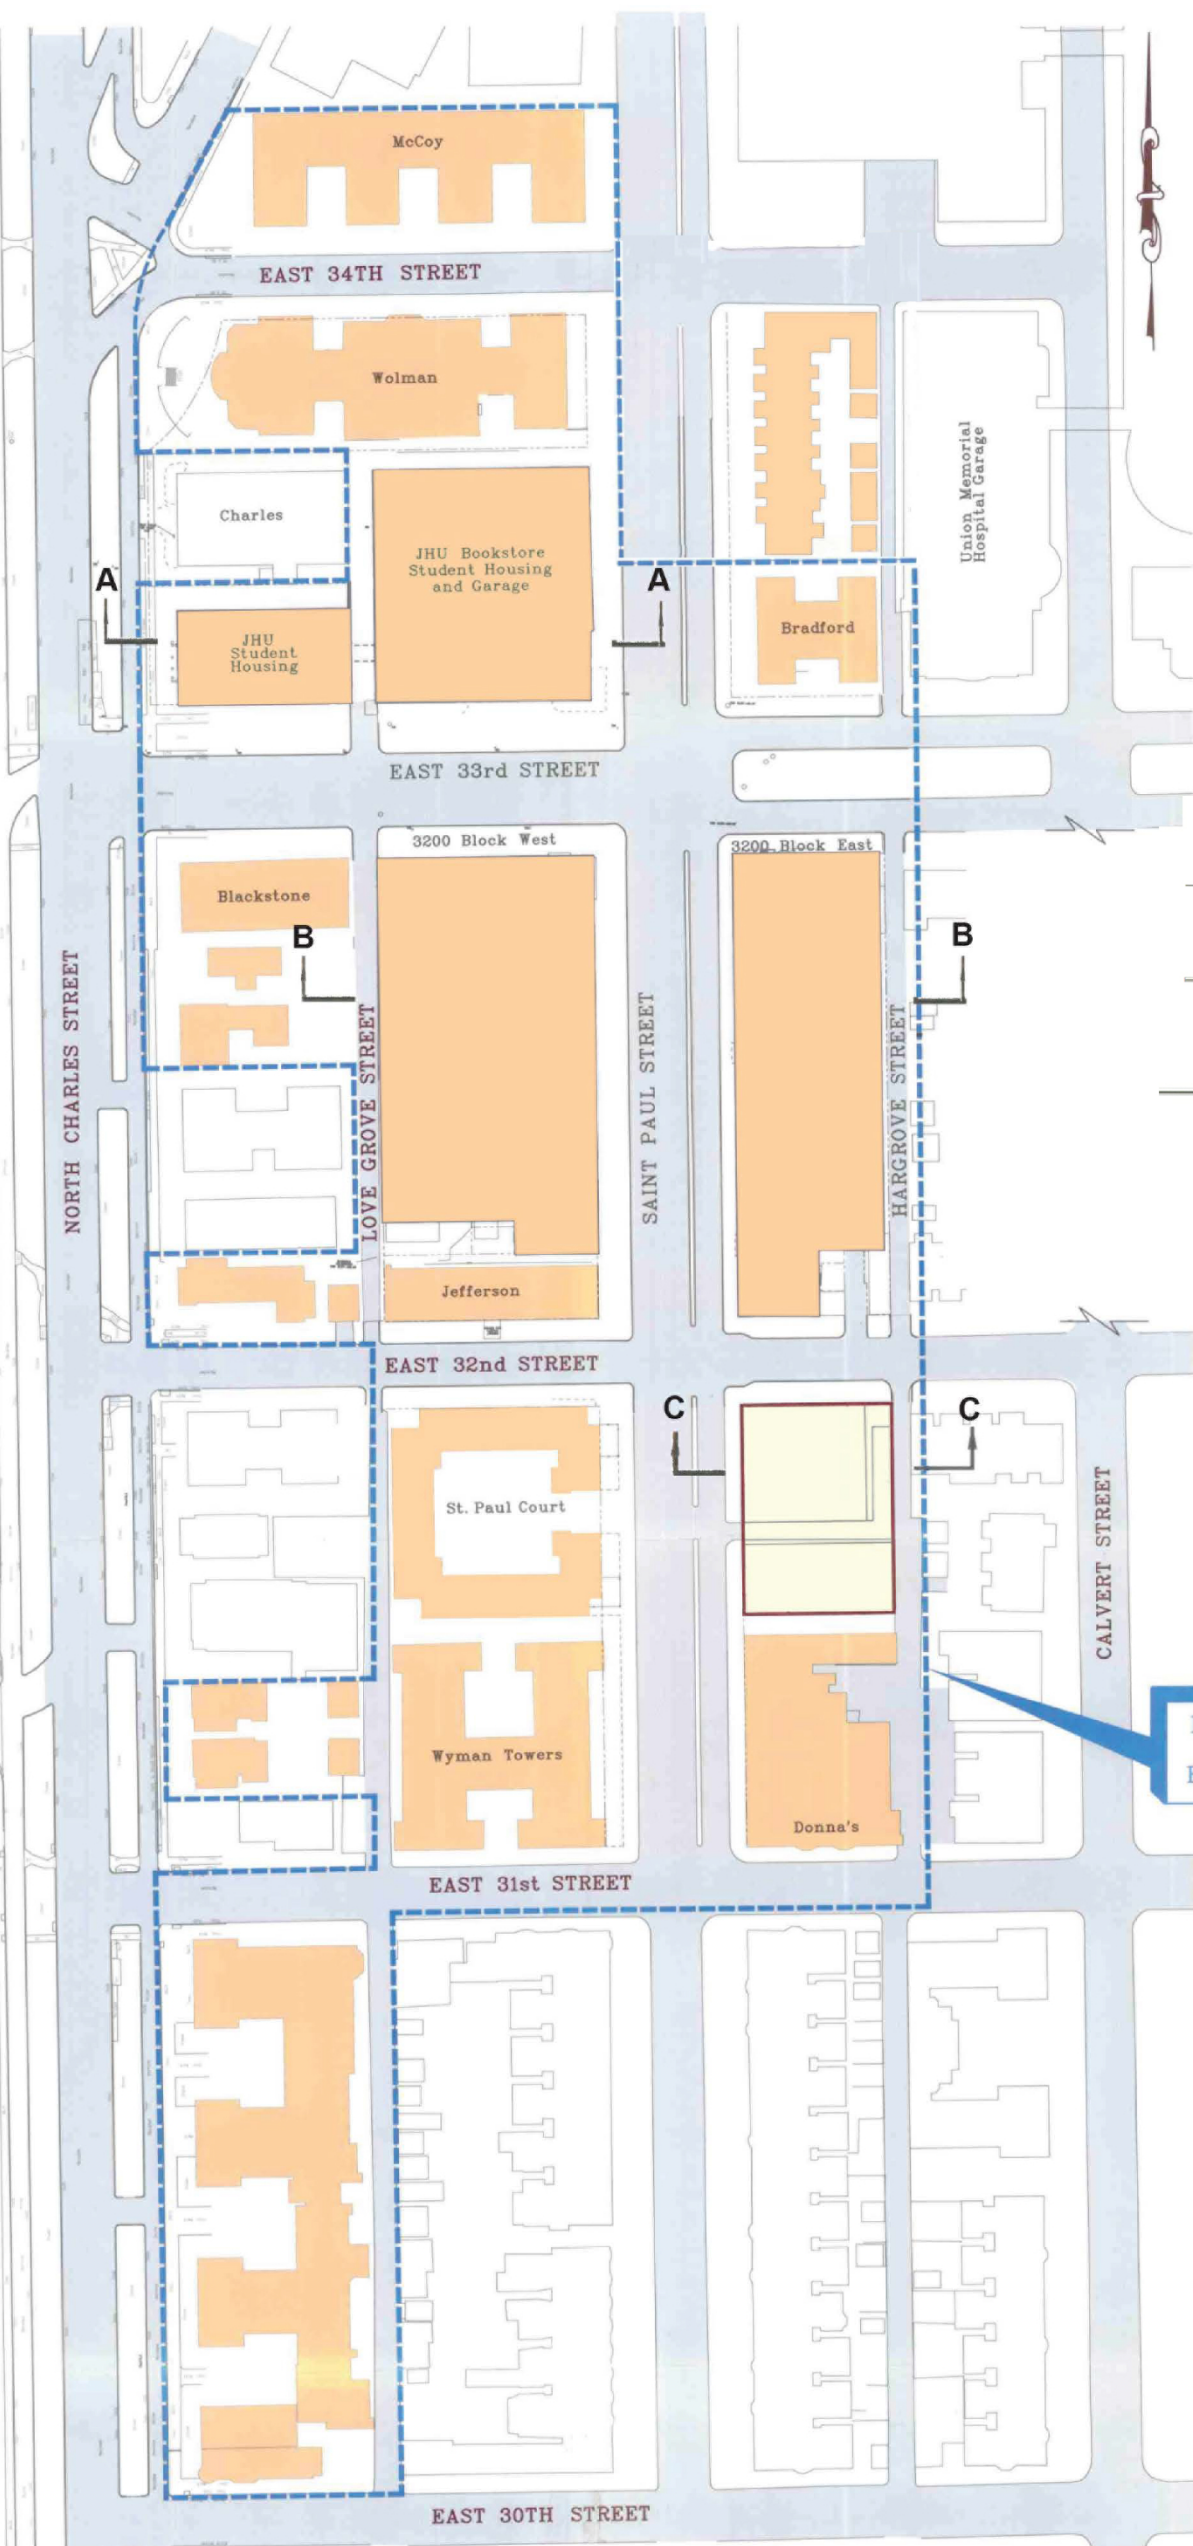 McCoy
EAST 34TH STREET
Wolman
Union Memorial
Hospital Garage
Charles
JHU Bookstore
Student Housing
and Garage
A
A
Bradford
JHU
Student
Housing
EAST 33rd STREET
3200 Block West
3200 Block East
Blackstone
B
B
NORTH CHARLES STREET
LOVE GROVE STREET
SAINT PAUL STREET
HARGROVE STREET
Jefferson
EAST 32nd STREET
C
C
St. Paul Court
CALVERT STREET
Wyman Towers
Donna's
EAST 31st STREET
EAST 30TH STREET